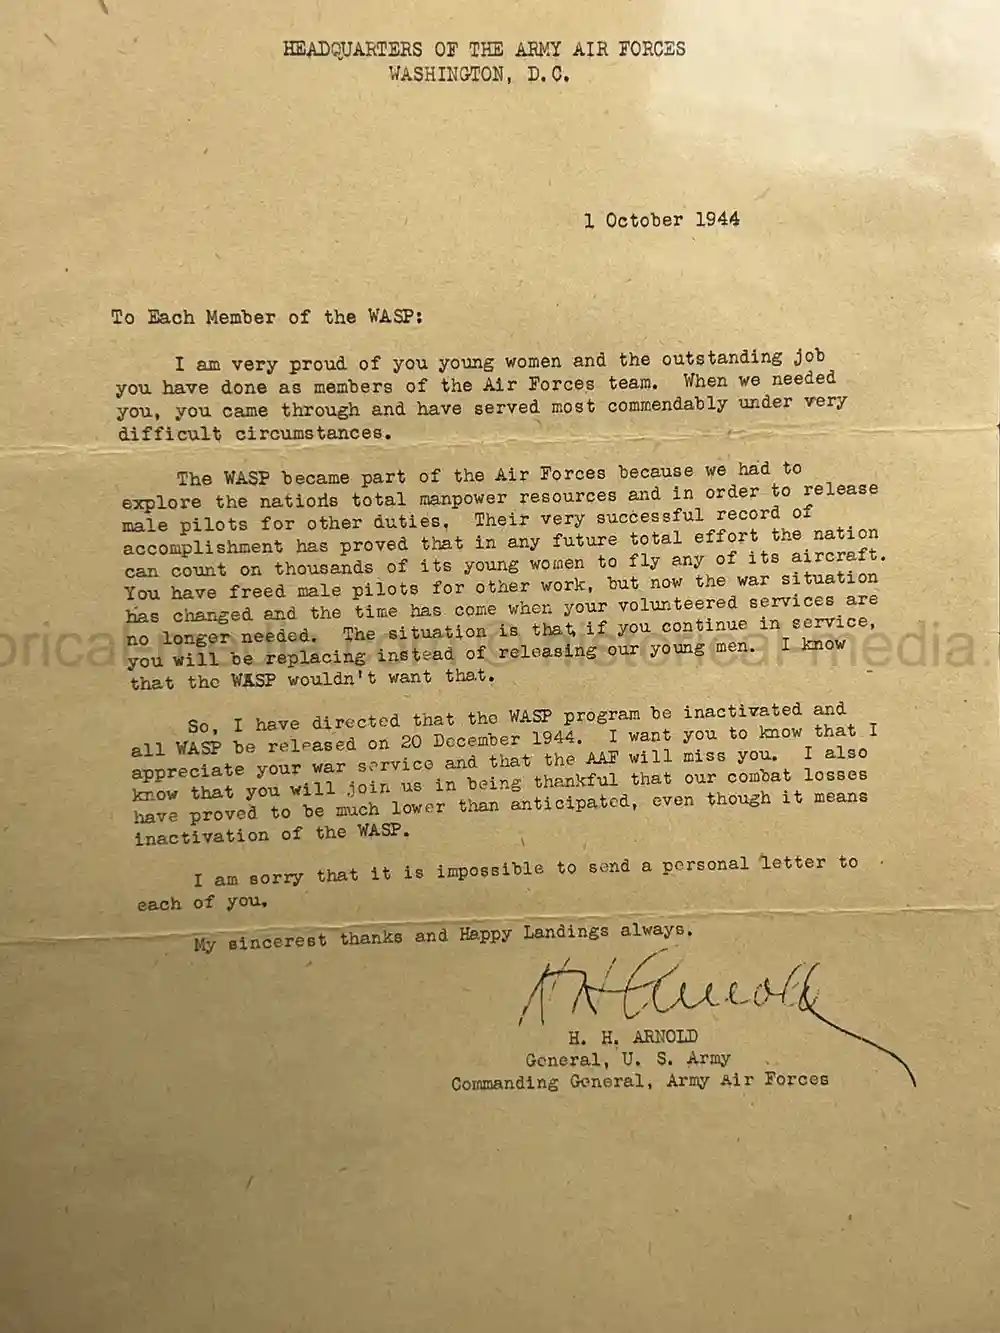 HEADQUARTERS OF THE ARMY AIR FORCES
WASHINGTON, D.C.
1 October 1944
To Each Member of the WASP:
I am very proud of you young women and the outstanding job
you have done as members of the Air Forces team. When we needed
you, you came through and have served most commendably under very
difficult circumstances.
The WASP became part of the Air Forces because we had to
explore the nations total manpower resources and in order to release
male pilots for other duties. Their very successful record of
accomplishment has proved that in any future total effort the nation
can count on thousands of its young women to fly any of its aircraft.
You have freed male pilots for other work, but now the war situation
has changed and the time has come when your volunteered services are
no longer needed. The situation is that, if you continue in service,
you will be replacing instead of releasing our young men. I know
that the WASP wouldn't want that.
So, I have directed that the WASP program be inactivated and
all WASP be released on 20 December 1944. I want you to know that I
appreciate your war service and that the AAF will miss you. I also
know that you will join us in being thankful that our combat losses
have proved to be much lower than anticipated, even though it means
inactivation of the WASP.
I am sorry that it is impossible to send a personal letter to
each of you.
My sincerest thanks and Happy Landings always.
H H Arnold
H. H. ARNOLD
General, U. S. Army
Commanding General, Army Air Forces